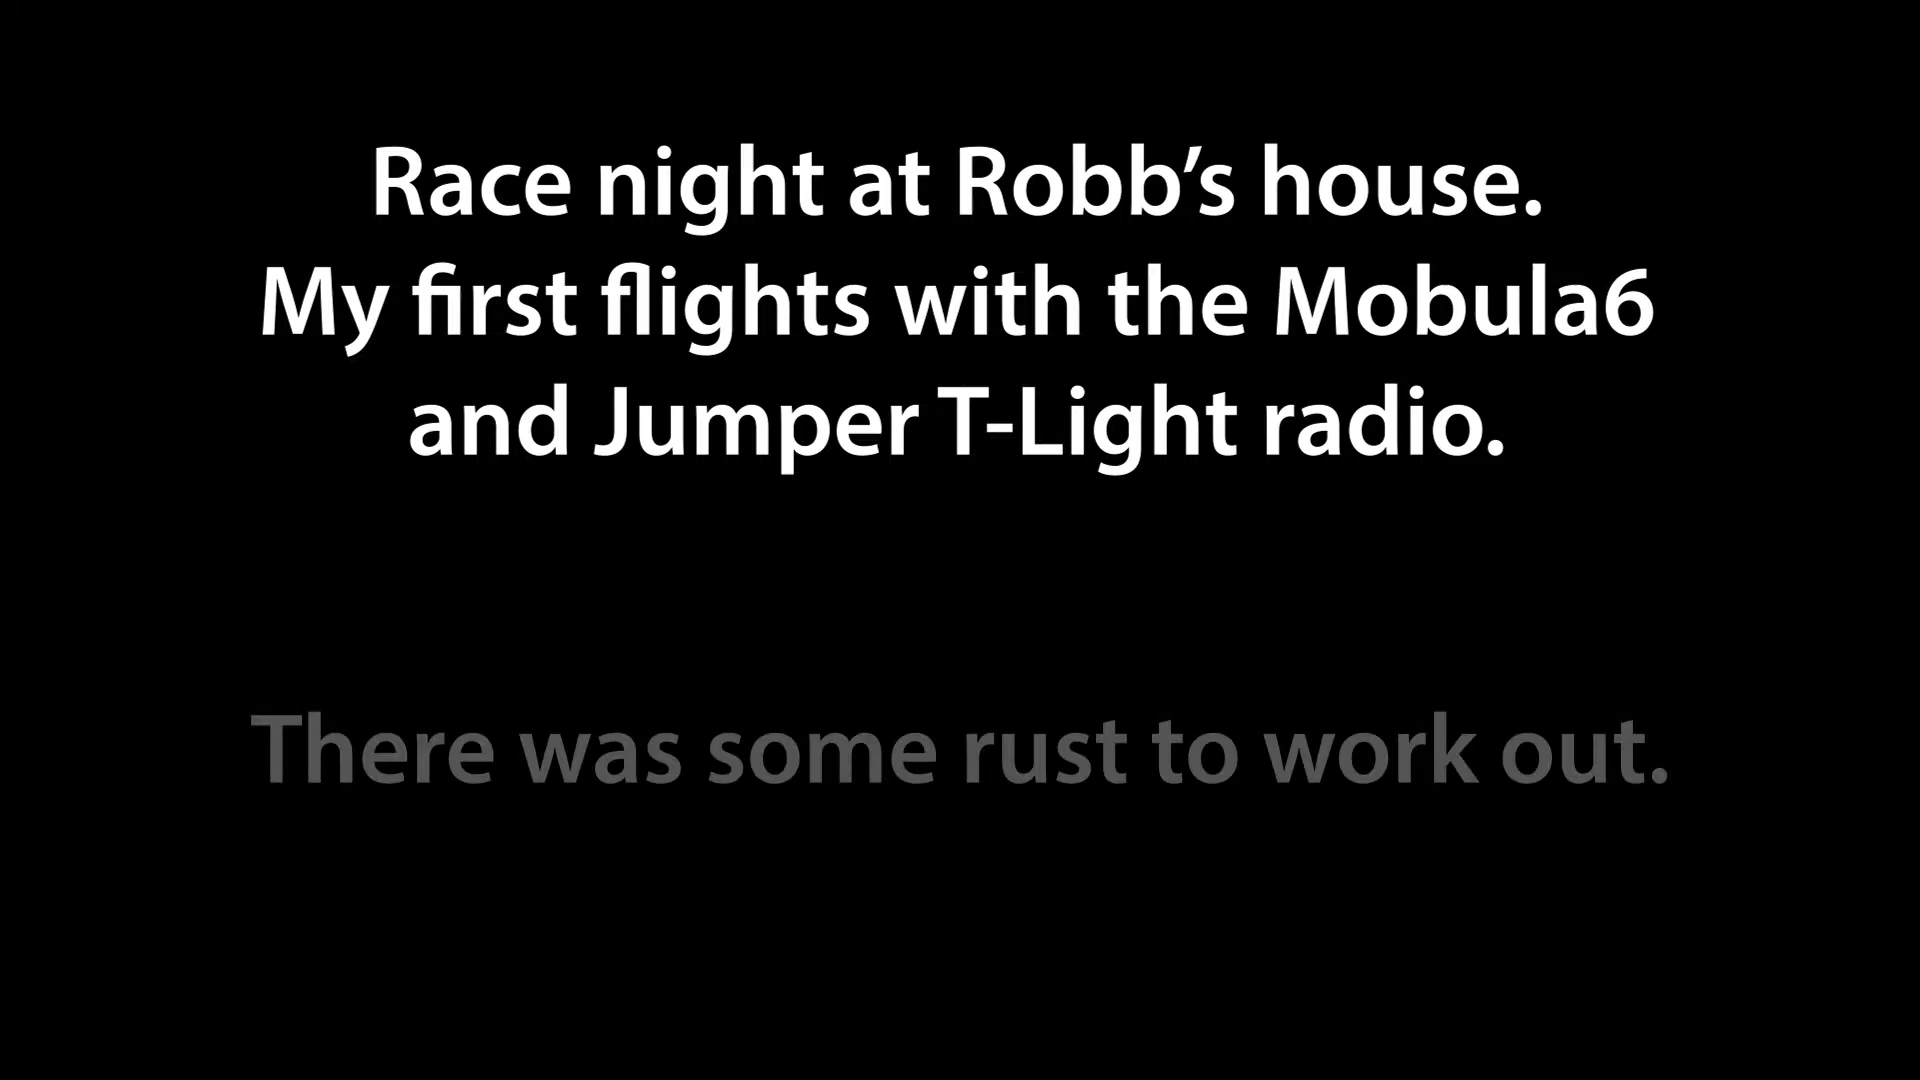 Race night at Robb’s house.
My first flights with the Mobula6
and Jumper T-Light radio.
There was some rust to work out.